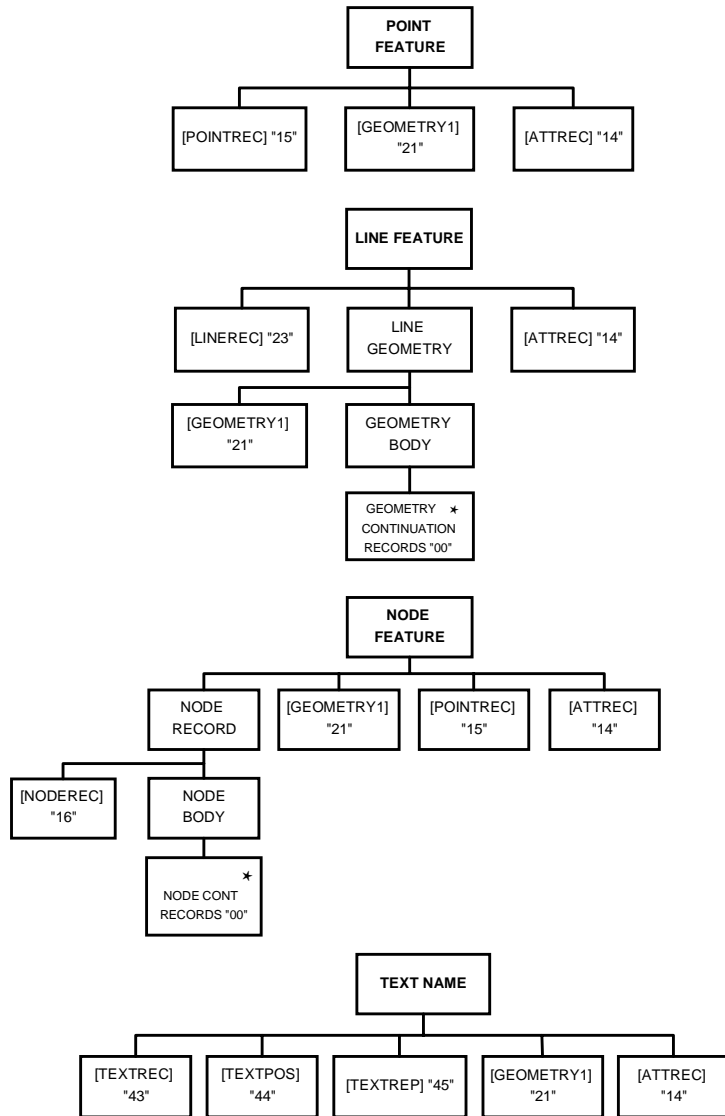 POINT
FEATURE
[POINTREC] "15"
[GEOMETRY1]
"21"
[ATTREC] "14"
LINE FEATURE
[LINEREC] "23"
LINE
GEOMETRY
[ATTREC] "14"
[GEOMETRY1]
"21"
GEOMETRY
BODY
GEOMETRY ★
CONTINUATION
RECORDS "00"
NODE
FEATURE
NODE
RECORD
[GEOMETRY1]
"21"
[POINTREC]
"15"
[ATTREC]
"14"
[NODEREC]
"16"
NODE
BODY
★
NODE CONT
RECORDS "00"
TEXT NAME
[TEXTREC]
"43"
[TEXTPOS]
"44"
[TEXTREP] "45"
[GEOMETRY1]
"21"
[ATTREC]
"14"